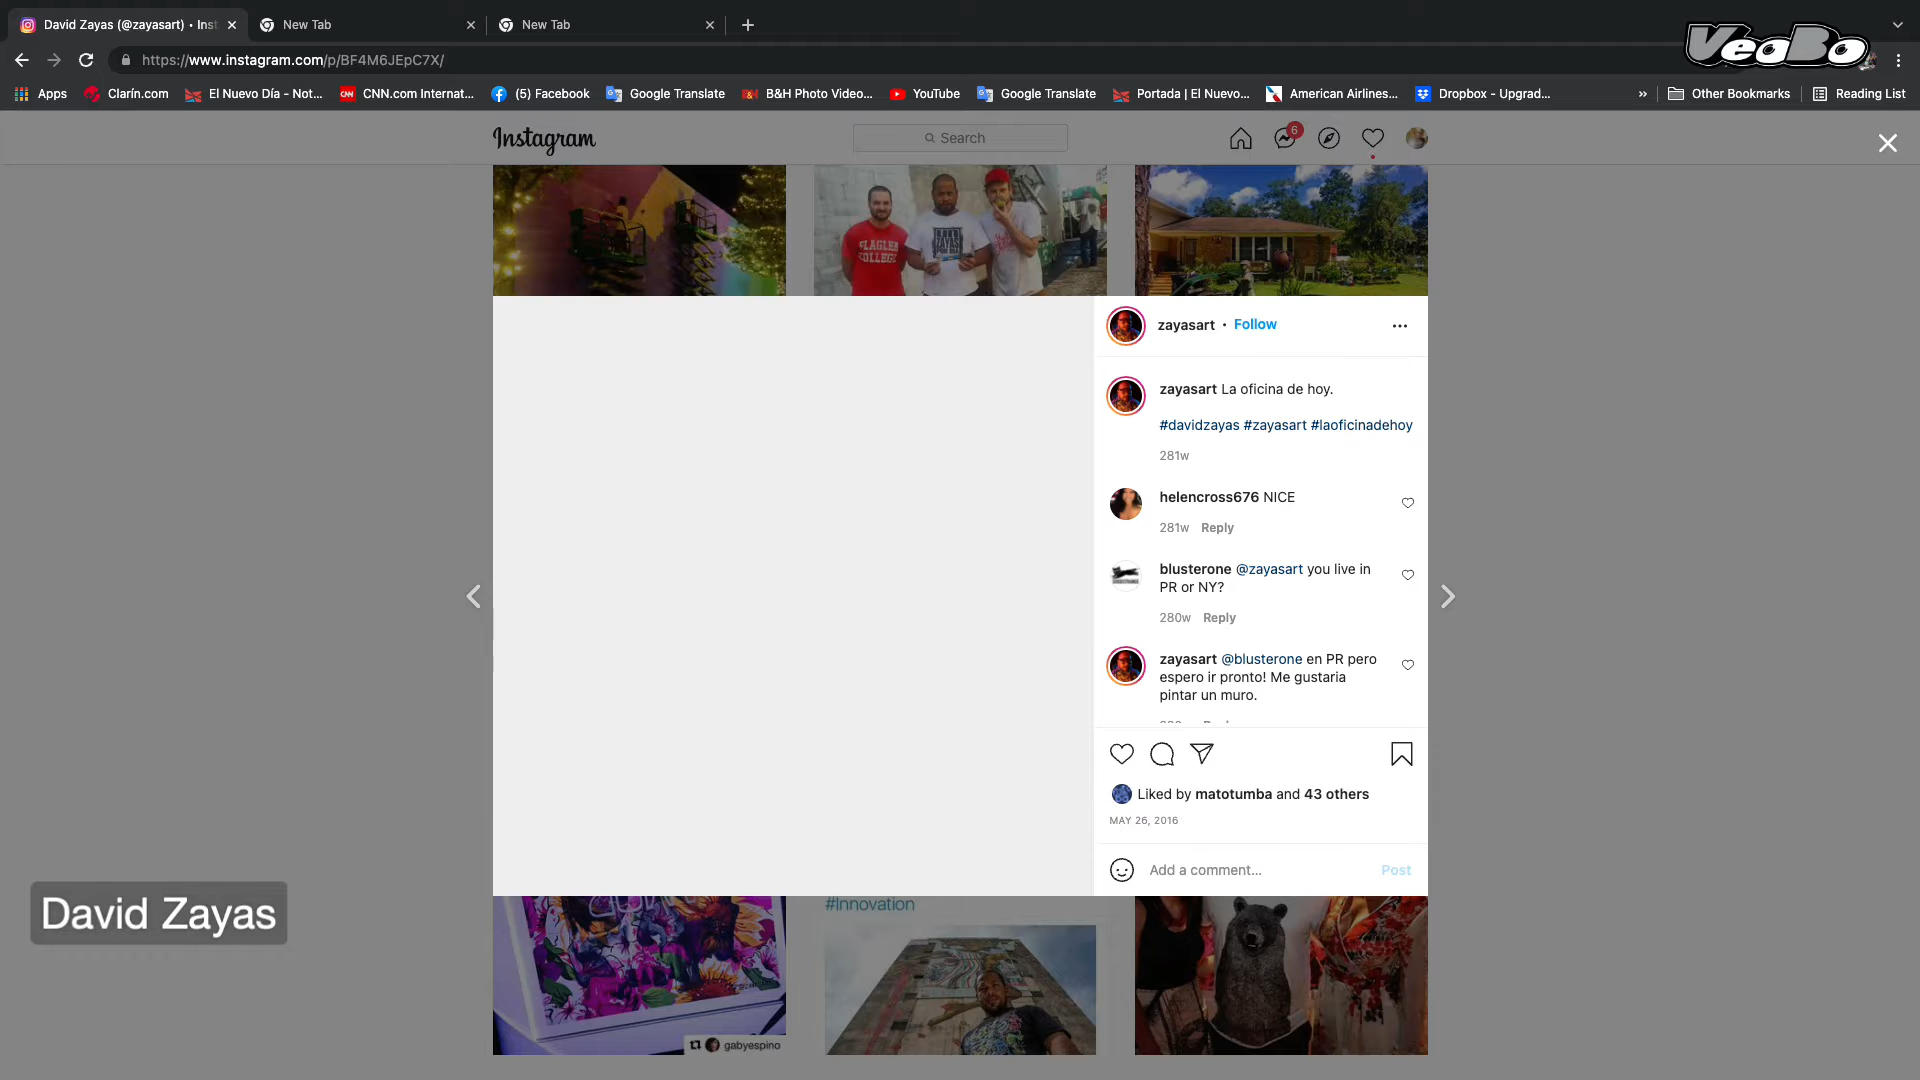 David Zayas (@zayasart) • Inst
New Tab
New Tab
VeoBo
https://www.instagram.com/p/BF4M6JEpC7X/
Apps
Clarín.com
El Nuevo Día - Not...
CNN.com Internat...
(5) Facebook
Google Translate
B&H Photo Video...
YouTube
Google Translate
Portada | El Nuevo...
American Airlines...
Dropbox - Upgrad...
»
Other Bookmarks
Reading List
Instagram
Search
6
FLAGLER
COLLEGE
ZAYAS
zayasart • Follow
zayasart La oficina de hoy.
#davidzayas #zayasart #laoficinadehoy
281w
helencross676 NICE
281w Reply
blusterone @zayasart you live in
PR or NY?
280w Reply
zayasart @blusterone en PR pero
espero ir pronto! Me gustaria
pintar un muro.
Liked by matotumba and 43 others
MAY 26, 2016
Add a comment...
Post
David Zayas
#Innovation
gabyespino